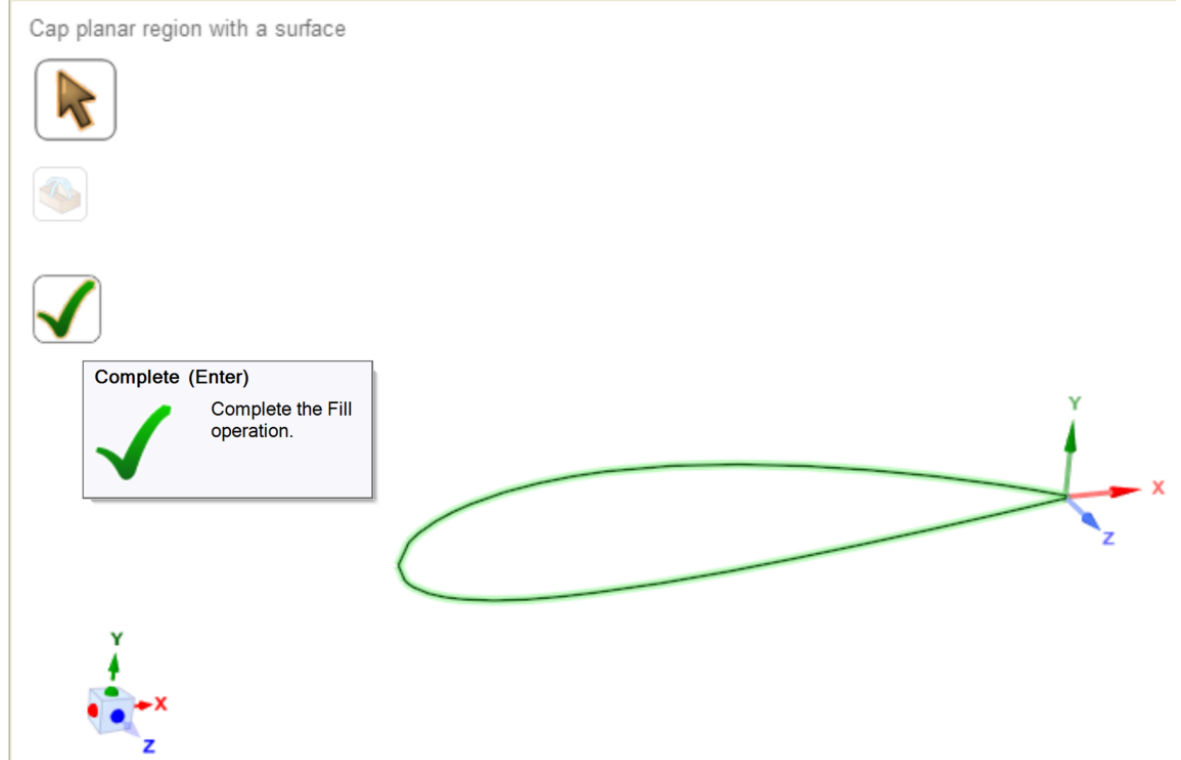 Cap planar region with a surface
Complete (Enter)
Complete the Fill
operation.
Y
X
Z
Y
X
Z